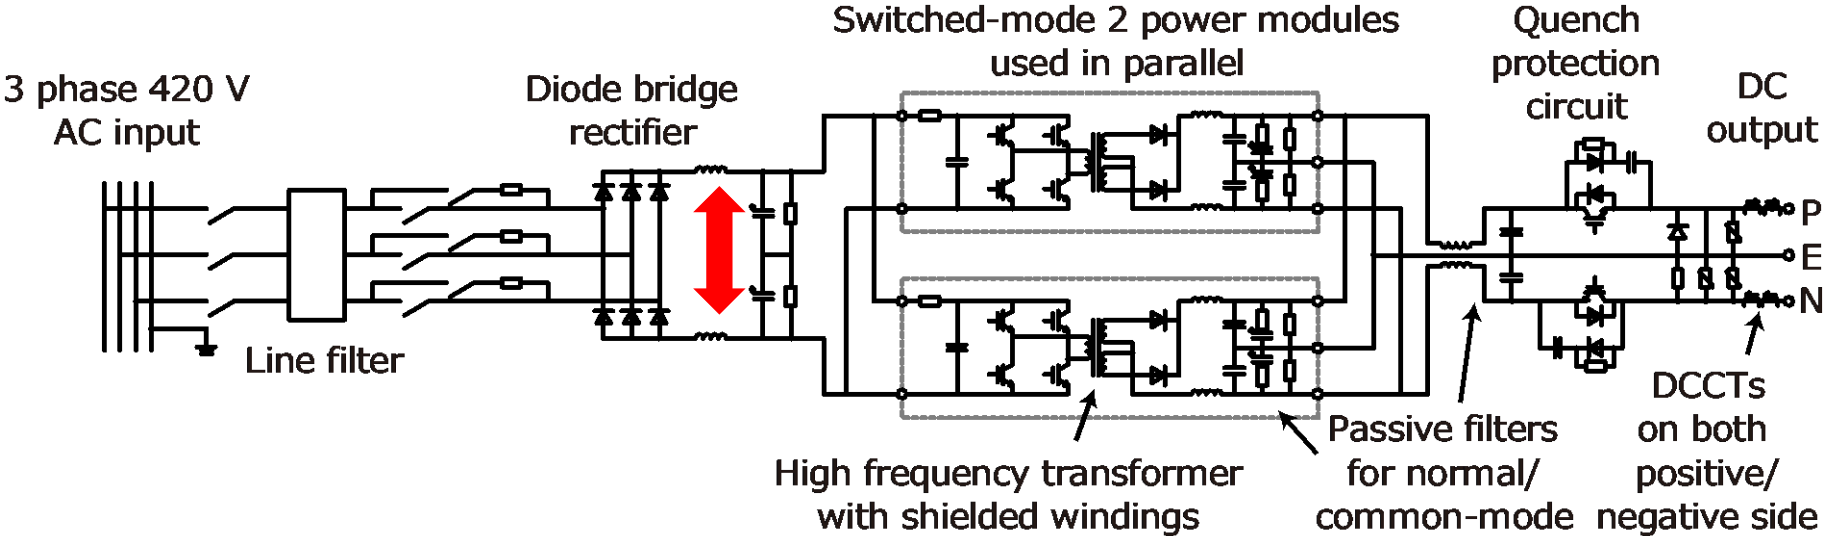 3 phase 420 V
AC input
Diode bridge
rectifier
Switched-mode 2 power modules
used in parallel
Quench
protection
circuit
DC
output
P
E
N
Line filter
High frequency transformer
with shielded windings
Passive filters
for normal/
common-mode
DCCTs
on both
positive/
negative side